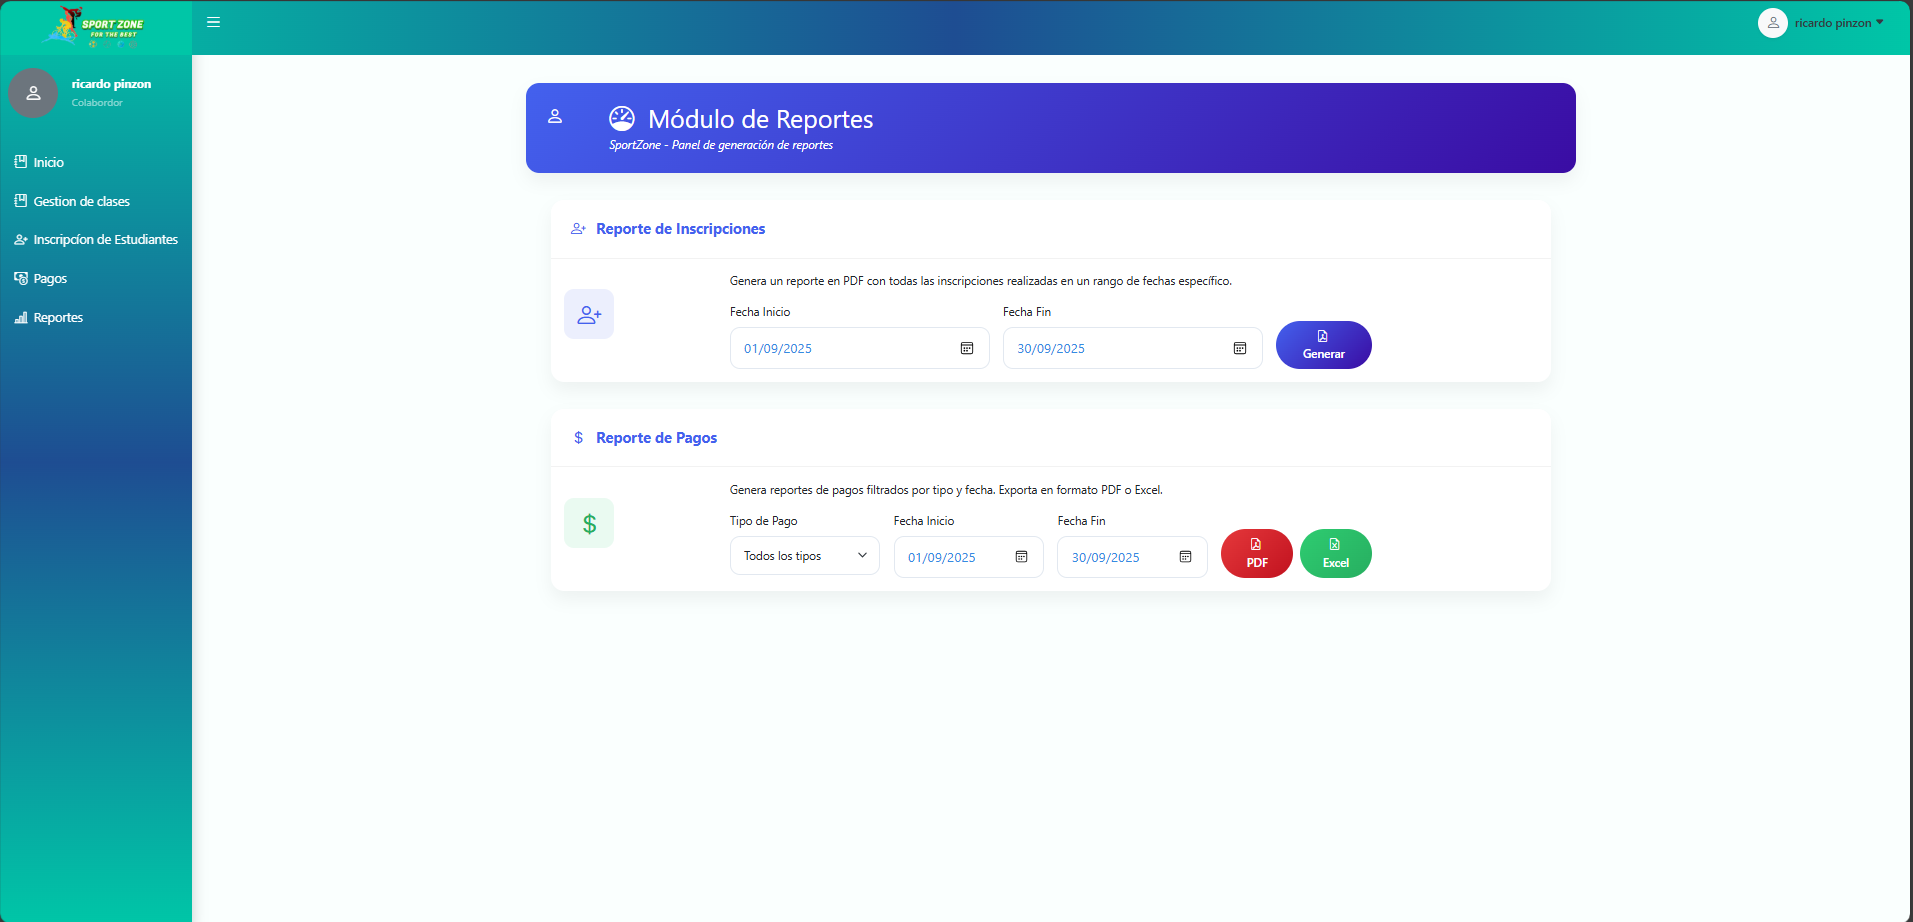 SPORT ZONE
FOR THE BEST
ricardo pinzon
ricardo pinzon
Colabordor
Inicio
Gestion de clases
Inscripcíon de Estudiantes
Pagos
Reportes
Módulo de Reportes
SportZone - Panel de generación de reportes
Reporte de Inscripciones
Genera un reporte en PDF con todas las inscripciones realizadas en un rango de fechas específico.
Fecha Inicio
Fecha Fin
01/09/2025
30/09/2025
Generar
$ Reporte de Pagos
$
Genera reportes de pagos filtrados por tipo y fecha. Exporta en formato PDF o Excel.
Tipo de Pago
Fecha Inicio
Fecha Fin
Todos los tipos
01/09/2025
30/09/2025
PDF
Excel